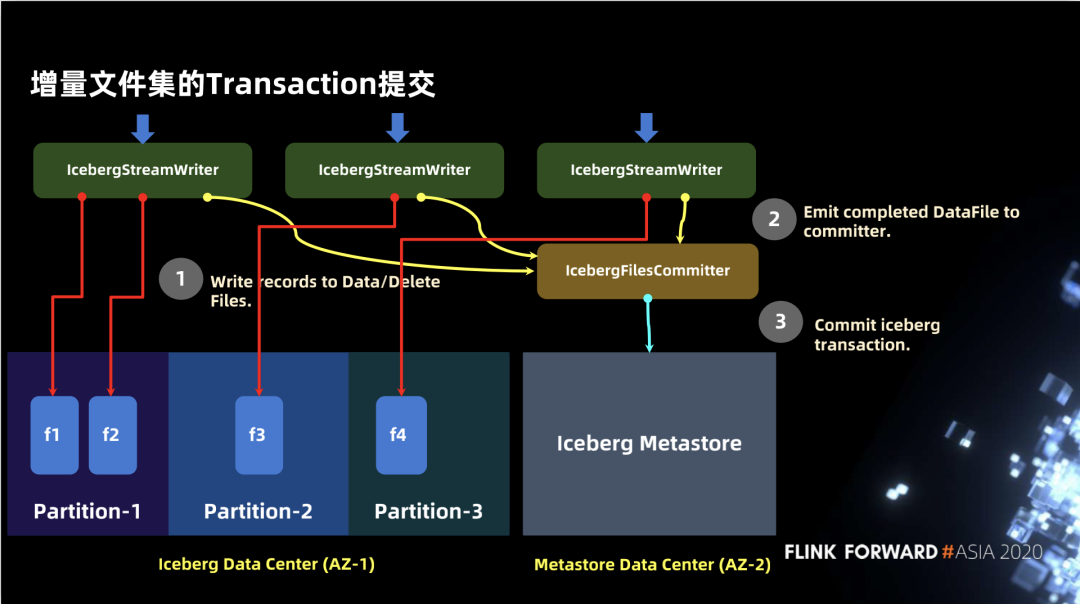 增量文件集的Transaction提交
IcebergStreamWriter
IcebergStreamWriter
IcebergStreamWriter
2
Emit completed DataFile to
committer.
IcebergFilesCommitter
1
Write records to Data/Delete
Files.
3
Commit iceberg
transaction.
f1
f2
f3
f4
Iceberg Metastore
Partition-1
Partition-2
Partition-3
FLINK FORWARD #ASIA 2020
Iceberg Data Center (AZ-1)
Metastore Data Center (AZ-2)